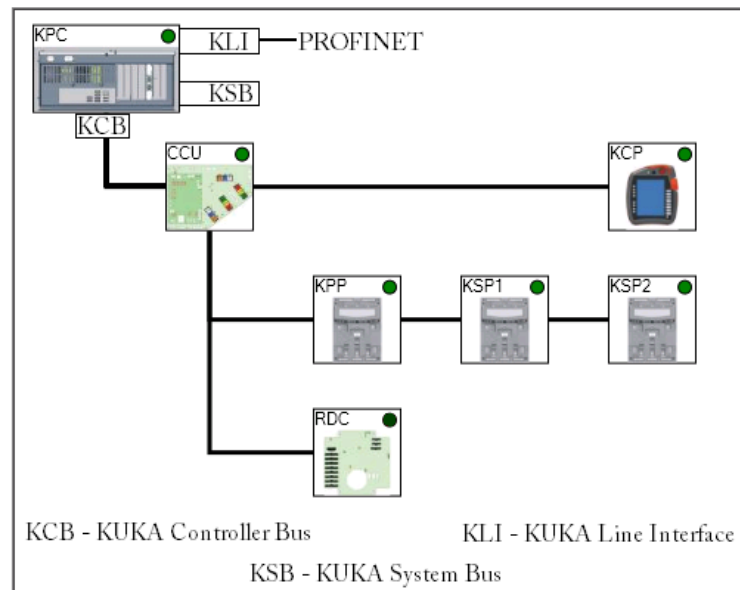 KPC
KLI
PROFINET
KSB
KCB
CCU
KCP
KPP
KSP1
KSP2
RDC
KCB - KUKA Controller Bus
KLI - KUKA Line Interface
KSB - KUKA System Bus